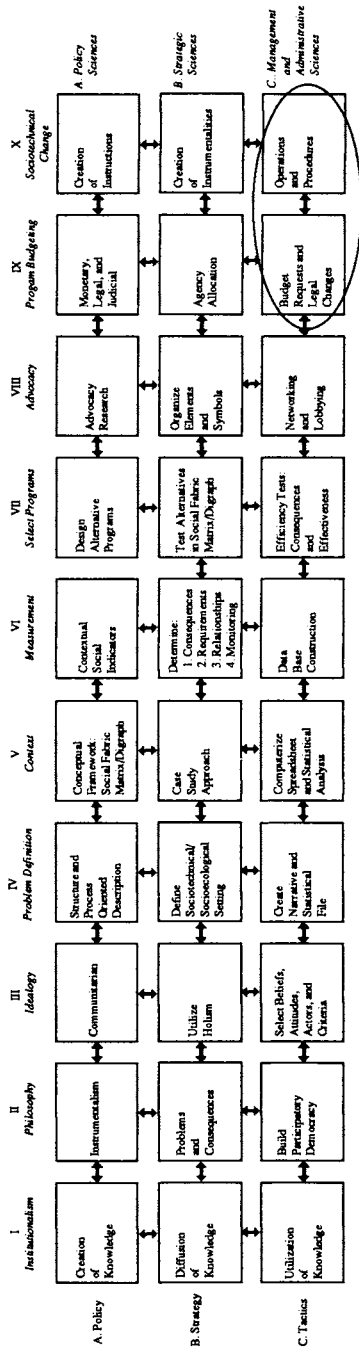 I
Institutionalism
II
Philosophy
III
Idealogy
IV
Problem Definition
V
Context
VI
Measurement
VII
Select Programs
VIII
Advocacy
IX
Progam Budgeting
X
Sociotechnical
Change
A. Policy
Creation
of
Knowledge
Instrumentalism
Communitarian
Structure and
Process
Oriented
Description
Conceptual
Framework:
Social Fabric
Matrix/Digraph
Contextual
Social
Indicators
Design
Alternative
Programs
Advocacy
Research
Monetary,
Legal, and
Judicial
Creation
of
Instructions
A. Policy
Sciences
B. Strategy
Diffusion of
Knowledge
Problems
and
Consequences
Utilize
Holism
Define
Sociotechnical/
Socioecological
Setting
Case
Study
Approach
Determine:
1. Consequences
2. Requirements
3. Relationships
4. Monitoring
Test Alternatives
in Social Fabric
Matrix/Digraph
Organize
Elements
and
Symbols
Agency
Allocation
Creation
of
Instrumentalities
B. Strategic
Sciences
C. Tactics
Utilization of
Knowledge
Build
Participatory
Democracy
Select Beliefs,
Attitudes,
Actors, and
Criteria
Create
Narrative and
Statistical
File
Computerize
Spreadsheet
and Statistical
Analysis
Data
Base
Construction
Efficiency Tests:
Consequences
and
Effectiveness
Networking
and
Lobbying
Budget
Requests and
Legal
Changes
Operations
and
Procedures
C. Management
and
Administrative
Sciences